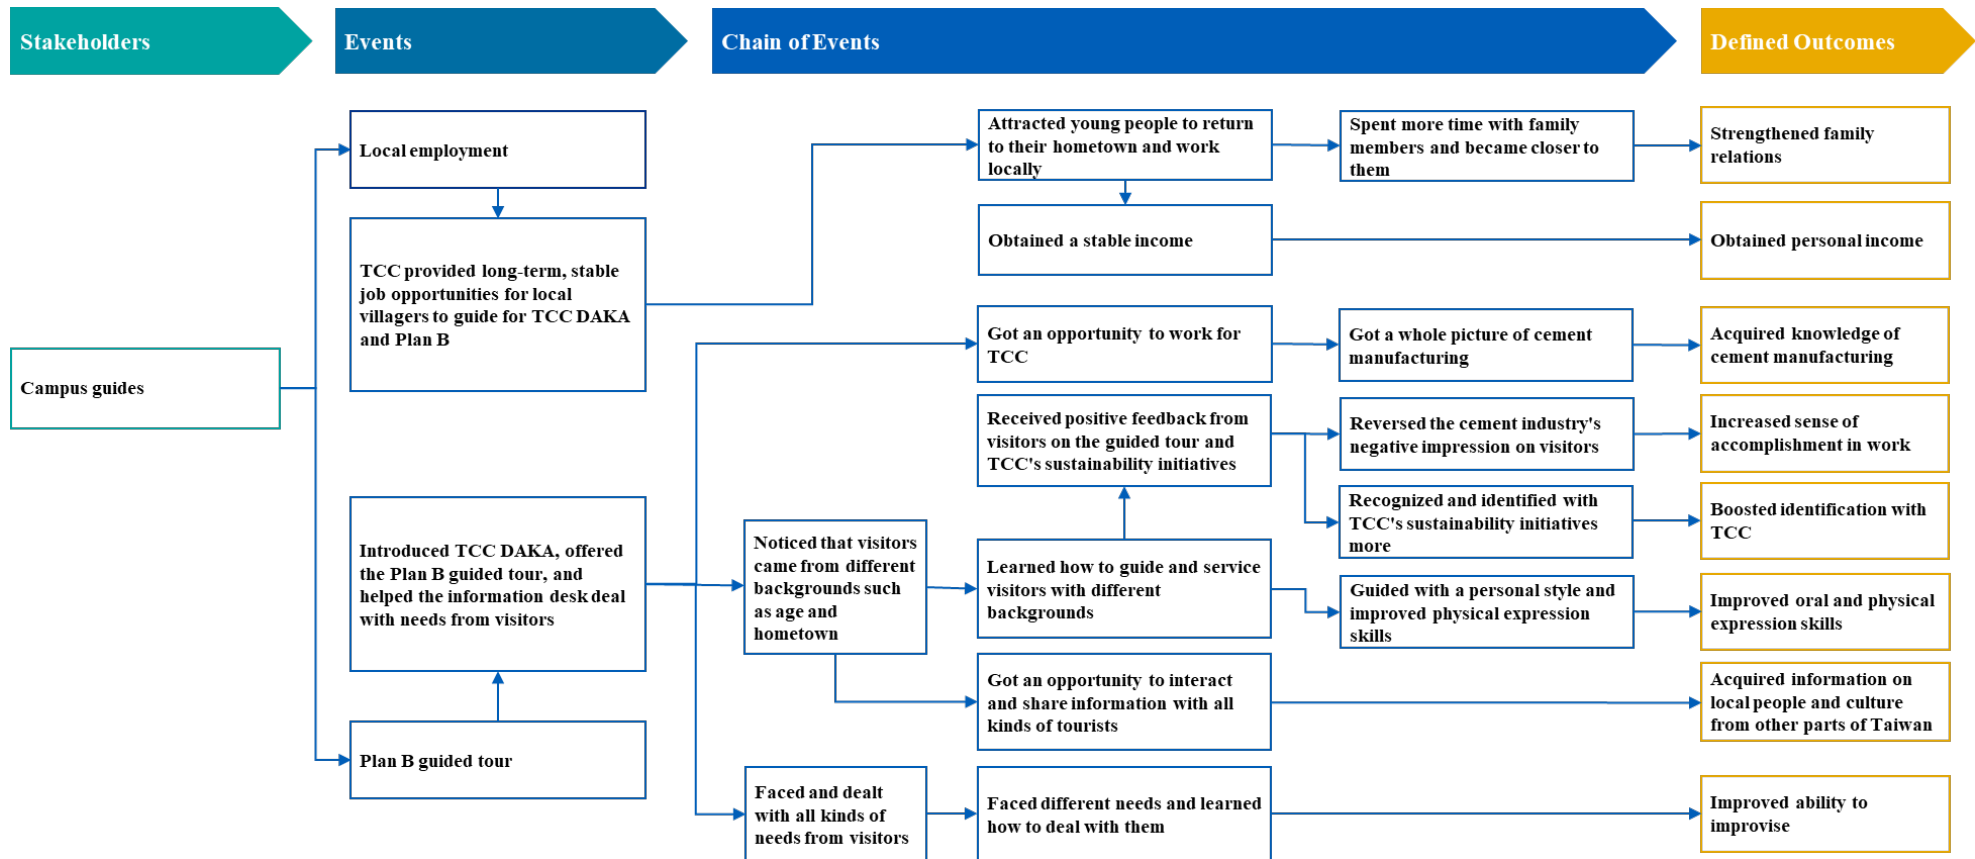 Stakeholders
Events
Chain of Events
Defined Outcomes
Campus guides
Local employment
TCC provided long-term, stable
job opportunities for local
villagers to guide for TCC DAKA
and Plan B
Introduced TCC DAKA, offered
the Plan B guided tour, and
helped the information desk deal
with needs from visitors
Plan B guided tour
Noticed that visitors
came from different
backgrounds such
as age and
hometown
Faced and dealt
with all kinds of
needs from visitors
Attracted young people to return
to their hometown and work
locally
Obtained a stable income
Got an opportunity to work for
TCC
Received positive feedback from
visitors on the guided tour and
TCC's sustainability initiatives
Learned how to guide and service
visitors with different
backgrounds
Got an opportunity to interact
and share information with all
kinds of tourists
Faced different needs and learned
how to deal with them
Spent more time with family
members and became closer to
them
Got a whole picture of cement
manufacturing
Reversed the cement industry's
negative impression on visitors
Recognized and identified with
TCC's sustainability initiatives
more
Guided with a personal style and
improved physical expression
skills
Strengthened family
relations
Obtained personal income
Acquired knowledge of
cement manufacturing
Increased sense of
accomplishment in work
Boosted identification with
TCC
Improved oral and physical
expression skills
Acquired information on
local people and culture
from other parts of Taiwan
Improved ability to
improvise